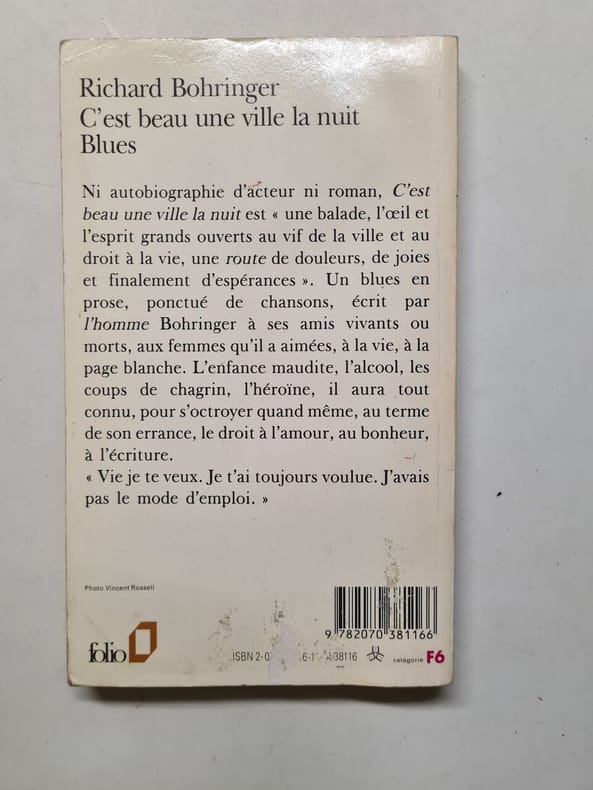 Richard Bohringer
C'est beau une ville la nuit
Blues
Ni autobiographie d'acteur ni roman, C'est
beau une ville la nuit est « une balade, l'œil et
l'esprit grands ouverts au vif de la ville et au
droit à la vie, une route de douleurs, de joies
et finalement d'espérances ». Un blues en
prose, ponctué de chansons, écrit par
l'homme Bohringer à ses amis vivants ou
morts, aux femmes qu'il a aimées, à la vie, à la
page blanche. L'enfance maudite, l'alcool, les
coups de chagrin, l'héroïne, il aura tout
connu, pour s'octroyer quand même, au terme
de son errance, le droit à l'amour, au bonheur,
à l'écriture.
« Vie je te veux. Je t'ai toujours voulue. J'avais
pas le mode d'emploi. »
Photo Vincent Rossell
9 782070 381166
folio
ISBN 2- 38116
catégorie F6